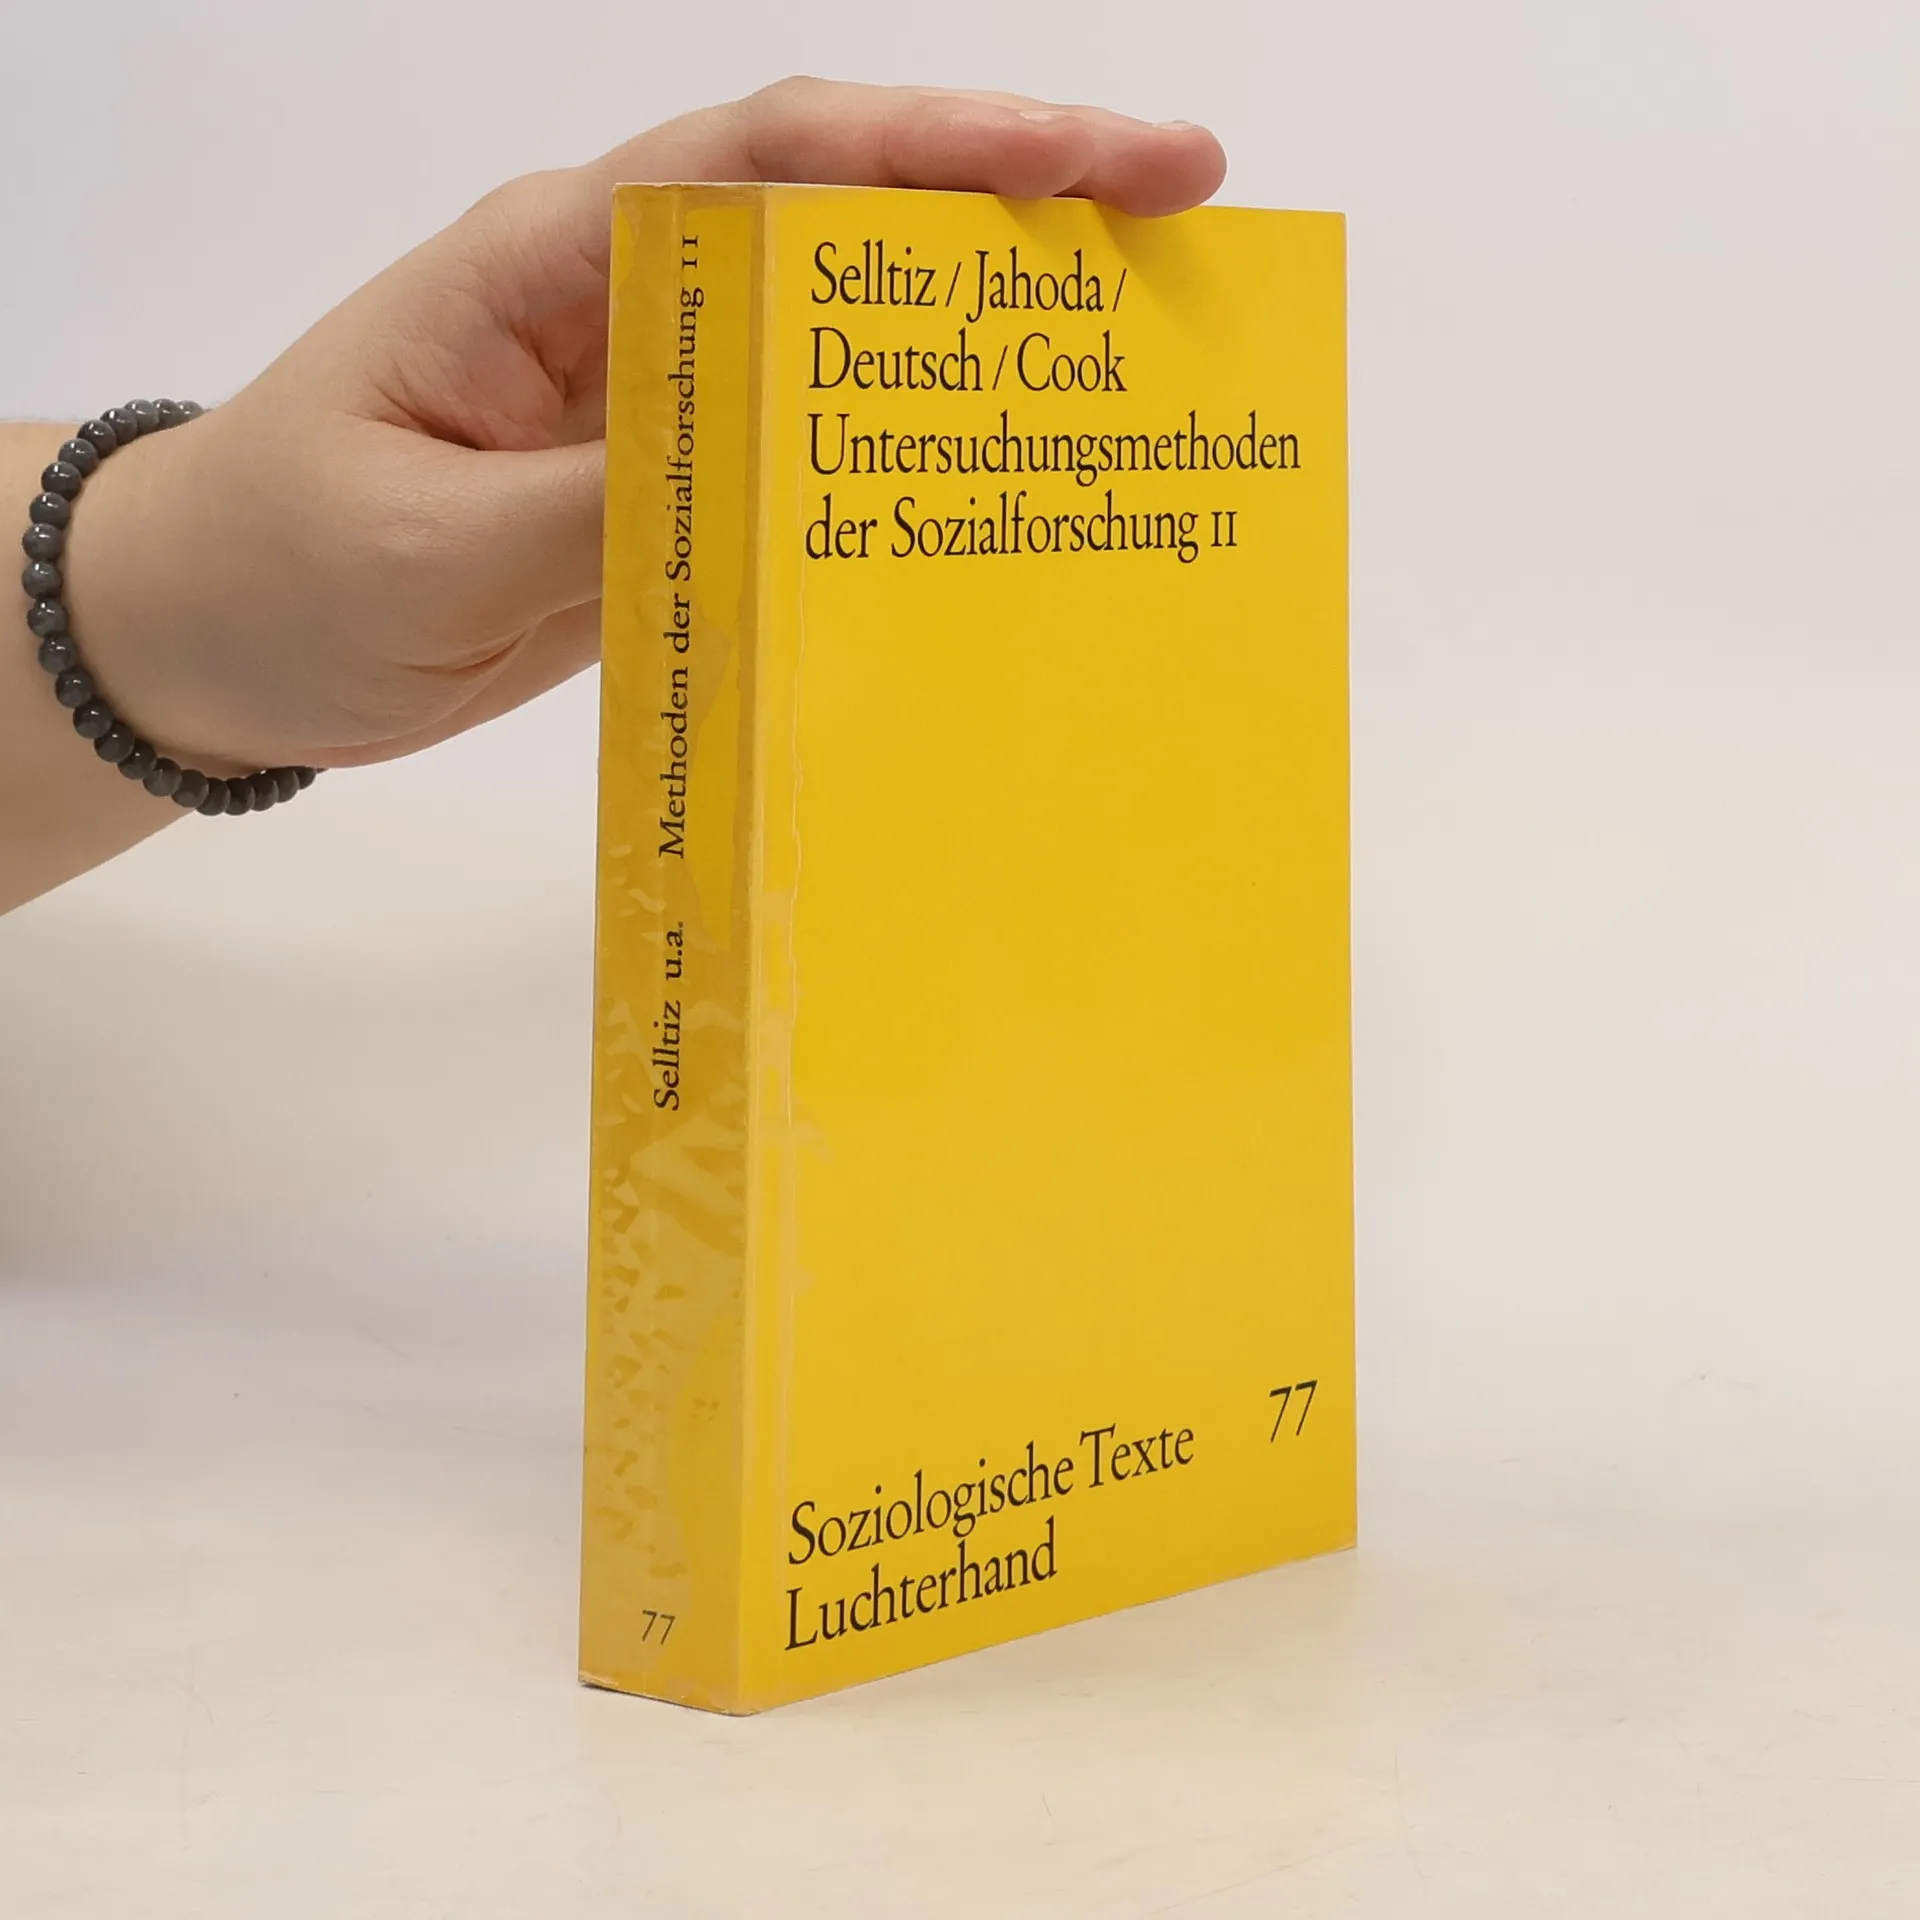 Selltiz / Jahoda /
Deutsch / Cook
Untersuchungsmethoden
der Sozialforschung II
Soziologische Texte 77
Luchterhand
Selltiz u.a. Methoden der Sozialforschung II
77